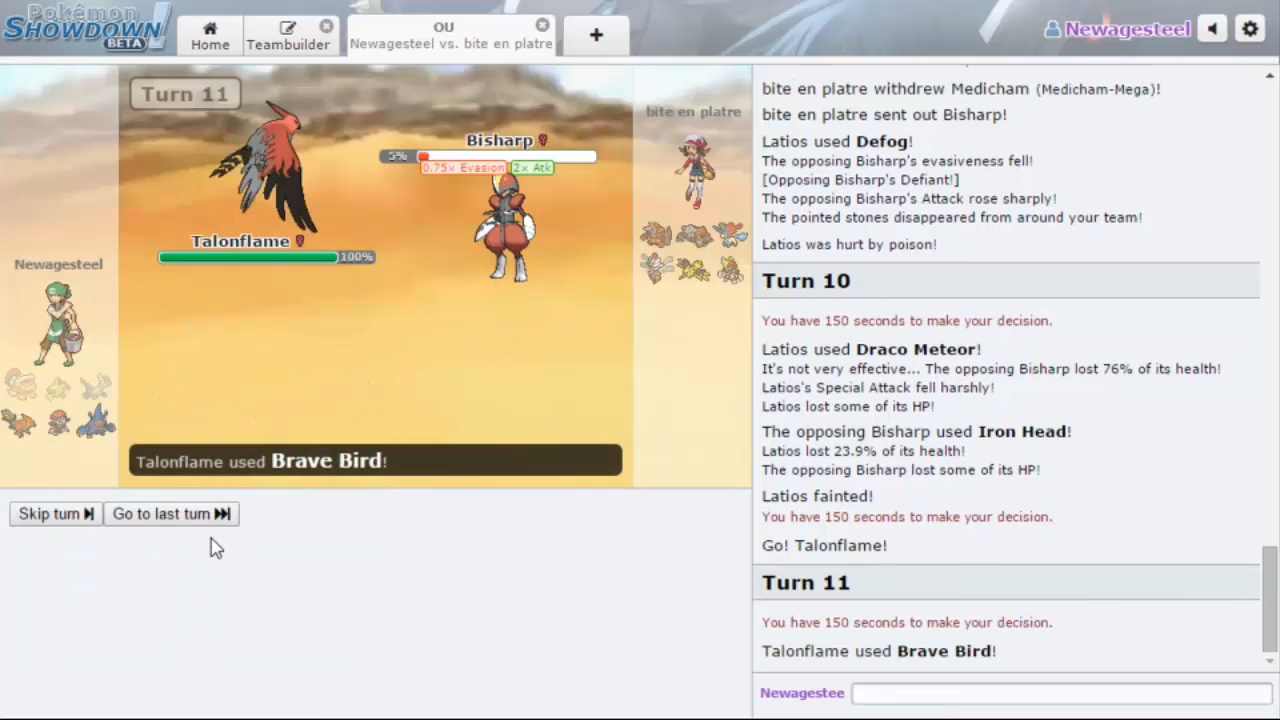 Pokémon
SHOWDOWN!
BETA
Home
Teambuilder
OU
Newagesteel vs. bite en platre
+
Newagesteel
Turn 11
bite en platre
Bisharp
5%
0.75× Evasion 2× Atk
Talonflame
100%
Newagesteel
Talonflame used Brave Bird!
Skip turn
Go to last turn
bite en platre withdrew Medicham (Medicham-Mega)!
bite en platre sent out Bisharp!
Latios used Defog!
The opposing Bisharp's evasiveness fell!
[Opposing Bisharp's Defiant!]
The opposing Bisharp's Attack rose sharply!
The pointed stones disappeared from around your team!
Latios was hurt by poison!
Turn 10
You have 150 seconds to make your decision.
Latios used Draco Meteor!
It's not very effective... The opposing Bisharp lost 76% of its health!
Latios's Special Attack fell harshly!
Latios lost some of its HP!
The opposing Bisharp used Iron Head!
Latios lost 23.9% of its health!
The opposing Bisharp lost some of its HP!
Latios fainted!
You have 150 seconds to make your decision.
Go! Talonflame!
Turn 11
You have 150 seconds to make your decision.
Talonflame used Brave Bird!
Newagestee